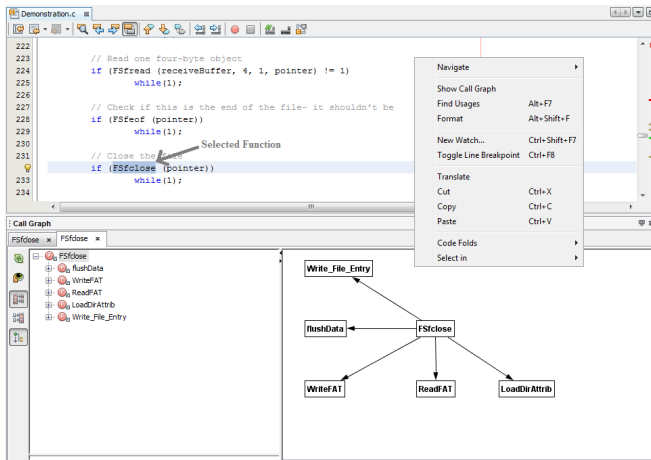 Demonstration.c
222
223 // Read one four-byte object
224 if (FSfread (receiveBuffer, 4, 1, pointer) != 1)
225 while(1);
226
227 // Check if this is the end of the file- it shouldn't be
228 if (FSfeof (pointer))
229 while(1);
230
Selected Function
231 // Close the file
if (FSfclose (pointer))
233 while(1);
234
Navigate
Show Call Graph
Find Usages Alt+F7
Format Alt+Shift+F
New Watch... Ctrl+Shift+F7
Toggle Line Breakpoint Ctrl+F8
Translate
Cut Ctrl+X
Copy Ctrl+C
Paste Ctrl+V
Code Folds
Select in
Call Graph
FSfclose FSfclose
FSfclose
flushData
WriteFAT
ReadFAT
LoadDirAttrib
Write_File_Entry
Write_File_Entry
flushData FSfclose
WriteFAT ReadFAT LoadDirAttrib